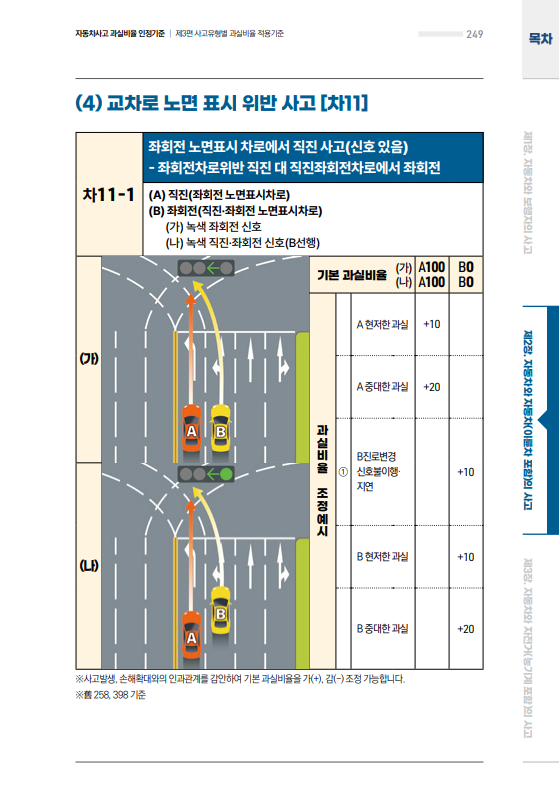 자동차사고 과실비율 인정기준 | 제3편 사고유형별 과실비율 적용기준
249
목차
(4) 교차로 노면 표시 위반 사고 [차11]
차11-1
좌회전 노면표시 차로에서 직진 사고(신호 있음)
- 좌회전차로위반 직진 대 직진좌회전차로에서 좌회전
(A) 직진(좌회전 노면표시차로)
(B) 좌회전(직진·좌회전 노면표시차로)
(가) 녹색 좌회전 신호
(나) 녹색 직진·좌회전 신호(B선행)
(가)
A
B
(나)
B
A
기본 과실비율 (가) A100 B0
(나) A100 B0
과실비율 조정예시
A 현저한 과실 +10
A 중대한 과실 +20
① B진로변경
신호불이행·
지연
+10
B 현저한 과실 +10
B 중대한 과실 +20
※사고발생, 손해확대와의 인과관계를 감안하여 기본 과실비율을 가(+), 감(-) 조정 가능합니다.
※舊 258, 398 기준
제1장. 자동차와 보행자의 사고
제2장. 자동차와 자동차(이륜차 포함)의 사고
제3장. 자동차와 자전거(농기계 포함)의 사고